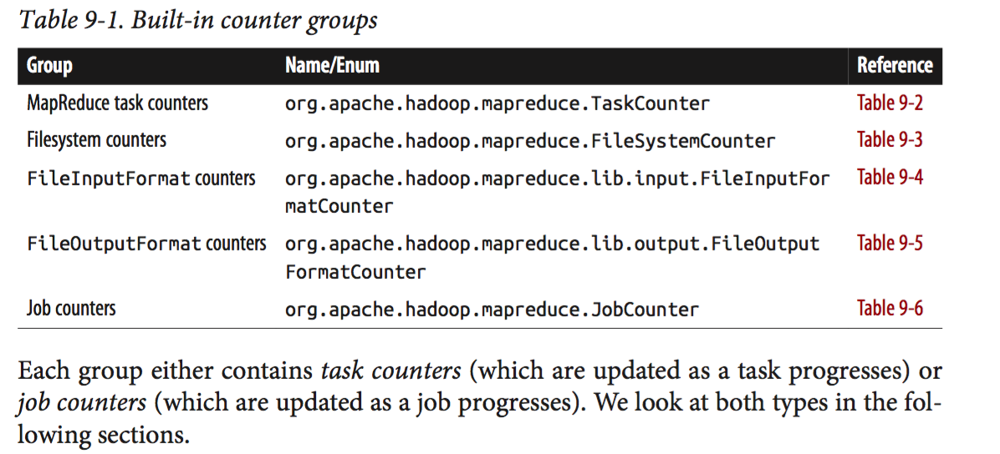 Table 9-1. Built-in counter groups
Group Name/Enum Reference
MapReduce task counters org.apache.hadoop.mapreduce.TaskCounter Table 9-2
Filesystem counters org.apache.hadoop.mapreduce.FileSystemCounter Table 9-3
FileInputFormat counters org.apache.hadoop.mapreduce.lib.input.FileInputFor Table 9-4
matCounter
FileOutputFormat counters org.apache.hadoop.mapreduce.lib.output.FileOutput Table 9-5
FormatCounter
Job counters org.apache.hadoop.mapreduce.JobCounter Table 9-6
Each group either contains task counters (which are updated as a task progresses) or
job counters (which are updated as a job progresses). We look at both types in the fol-
lowing sections.